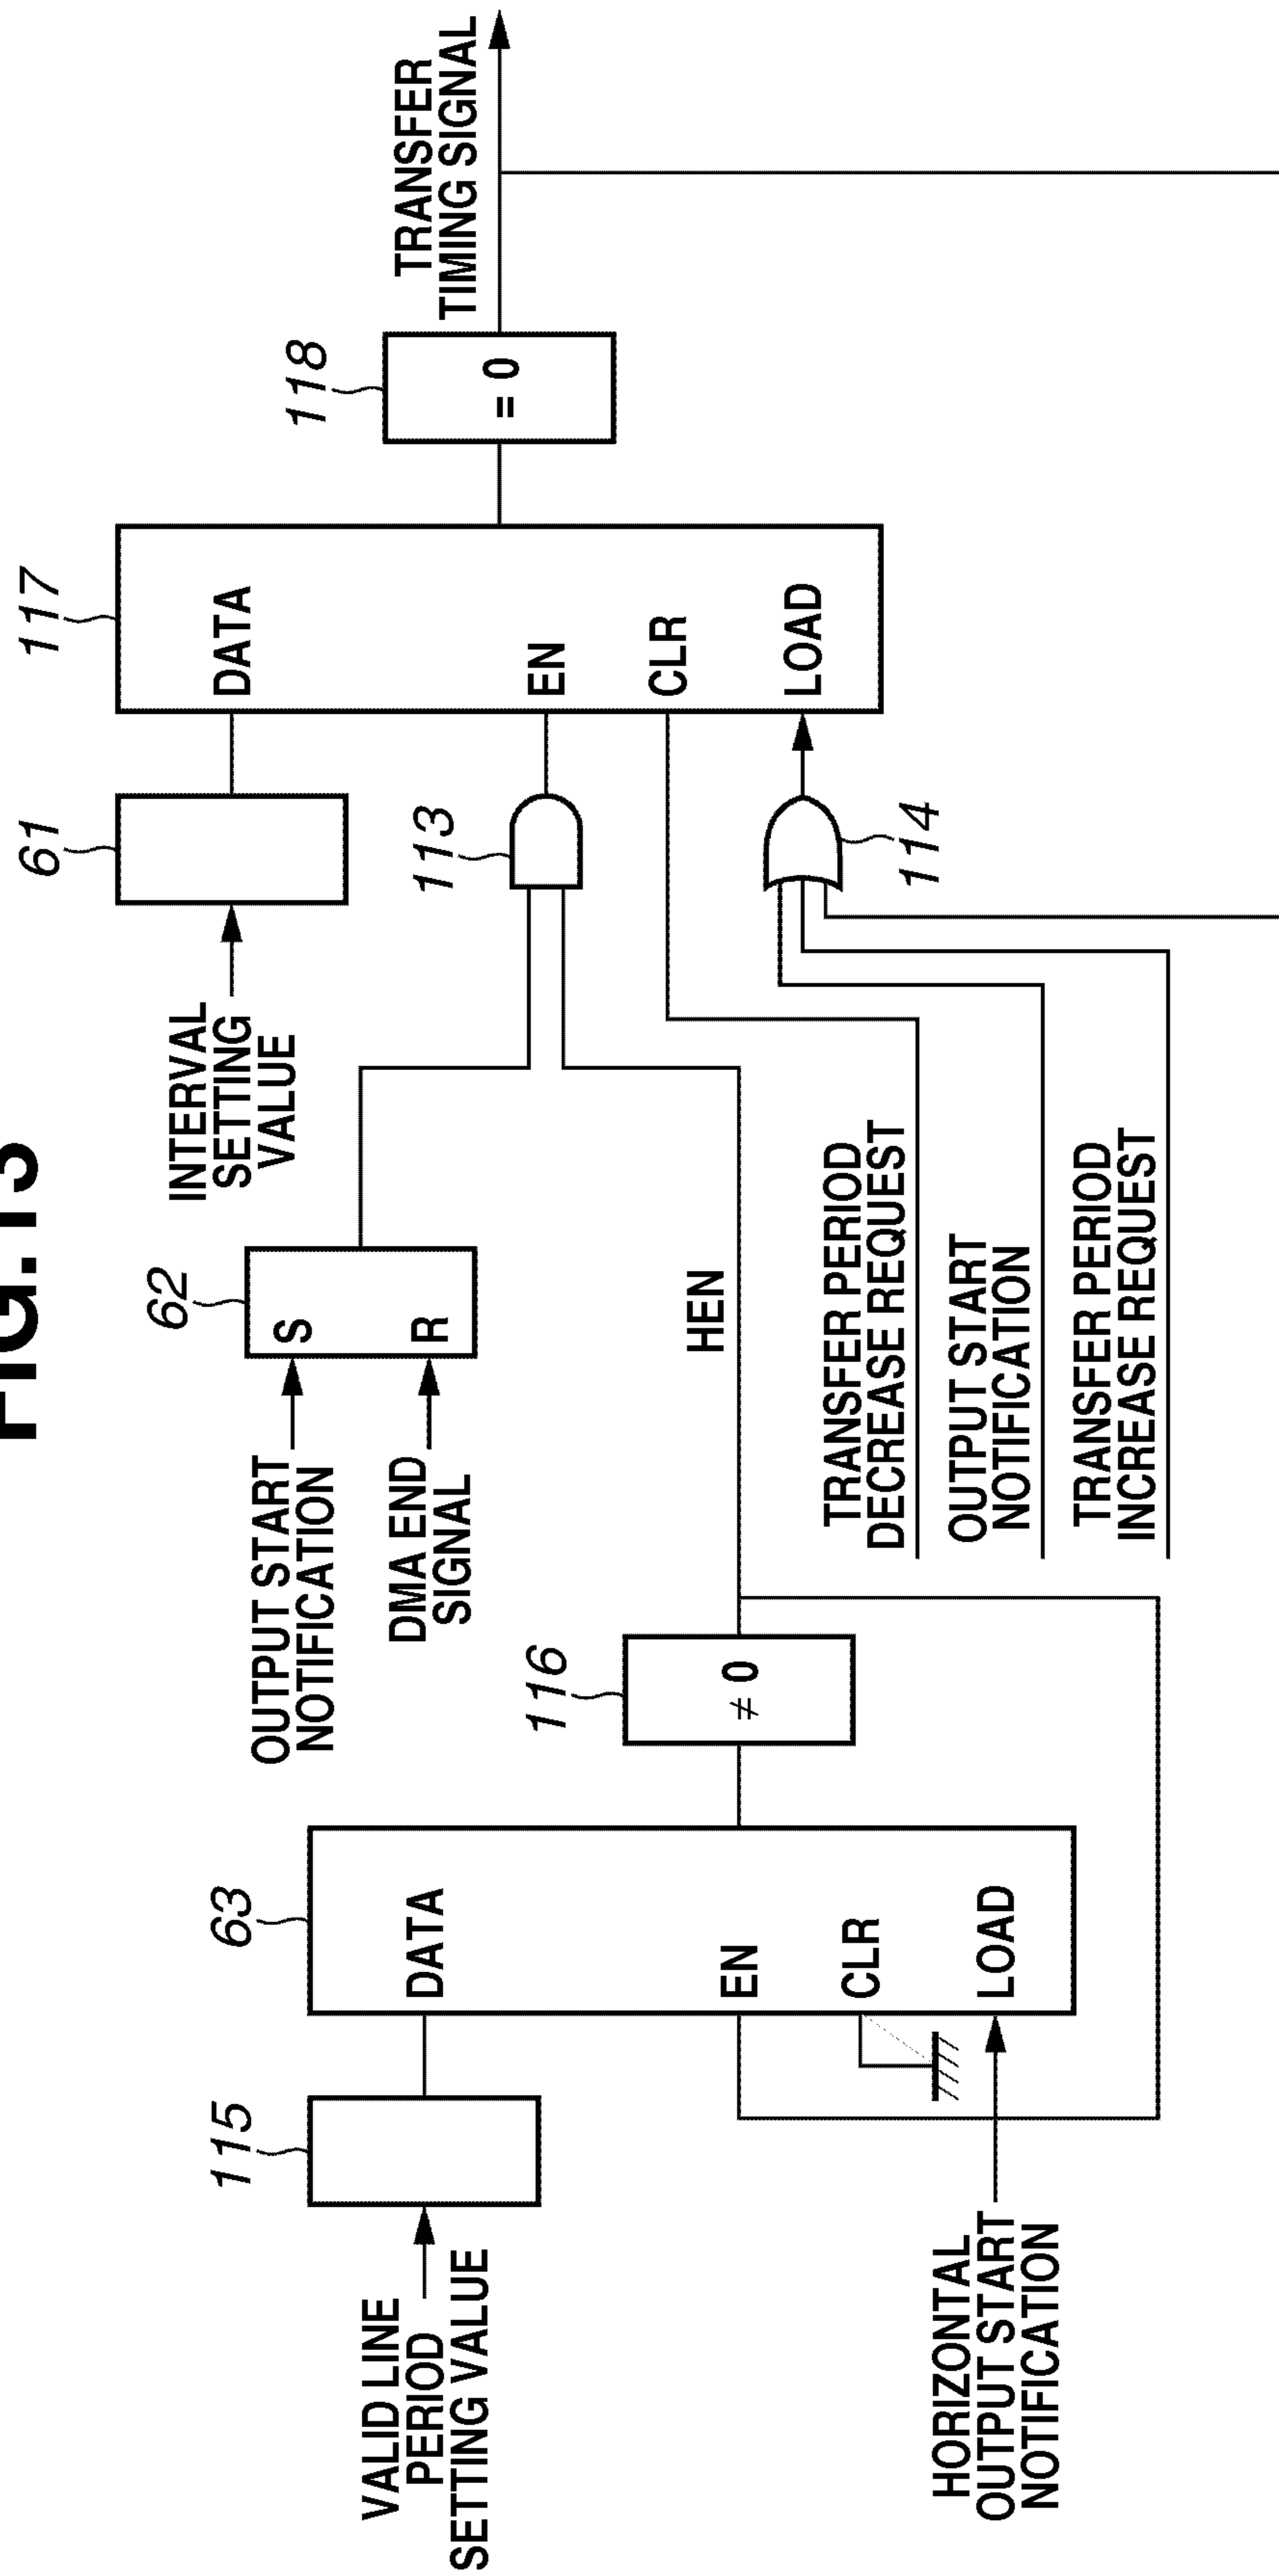 FIG.13
VALID LINE
PERIOD
SETTING VALUE
115
63
DATA
EN
CLR
LOAD
HORIZONTAL
OUTPUT START
NOTIFICATION
116
≠ 0
HEN
OUTPUT START
NOTIFICATION
DMA END
SIGNAL
62
S
R
INTERVAL
SETTING
VALUE
61
113
TRANSFER PERIOD
DECREASE REQUEST
OUTPUT START
NOTIFICATION
TRANSFER PERIOD
INCREASE REQUEST
114
117
DATA
EN
CLR
LOAD
118
= 0
TRANSFER
TIMING SIGNAL